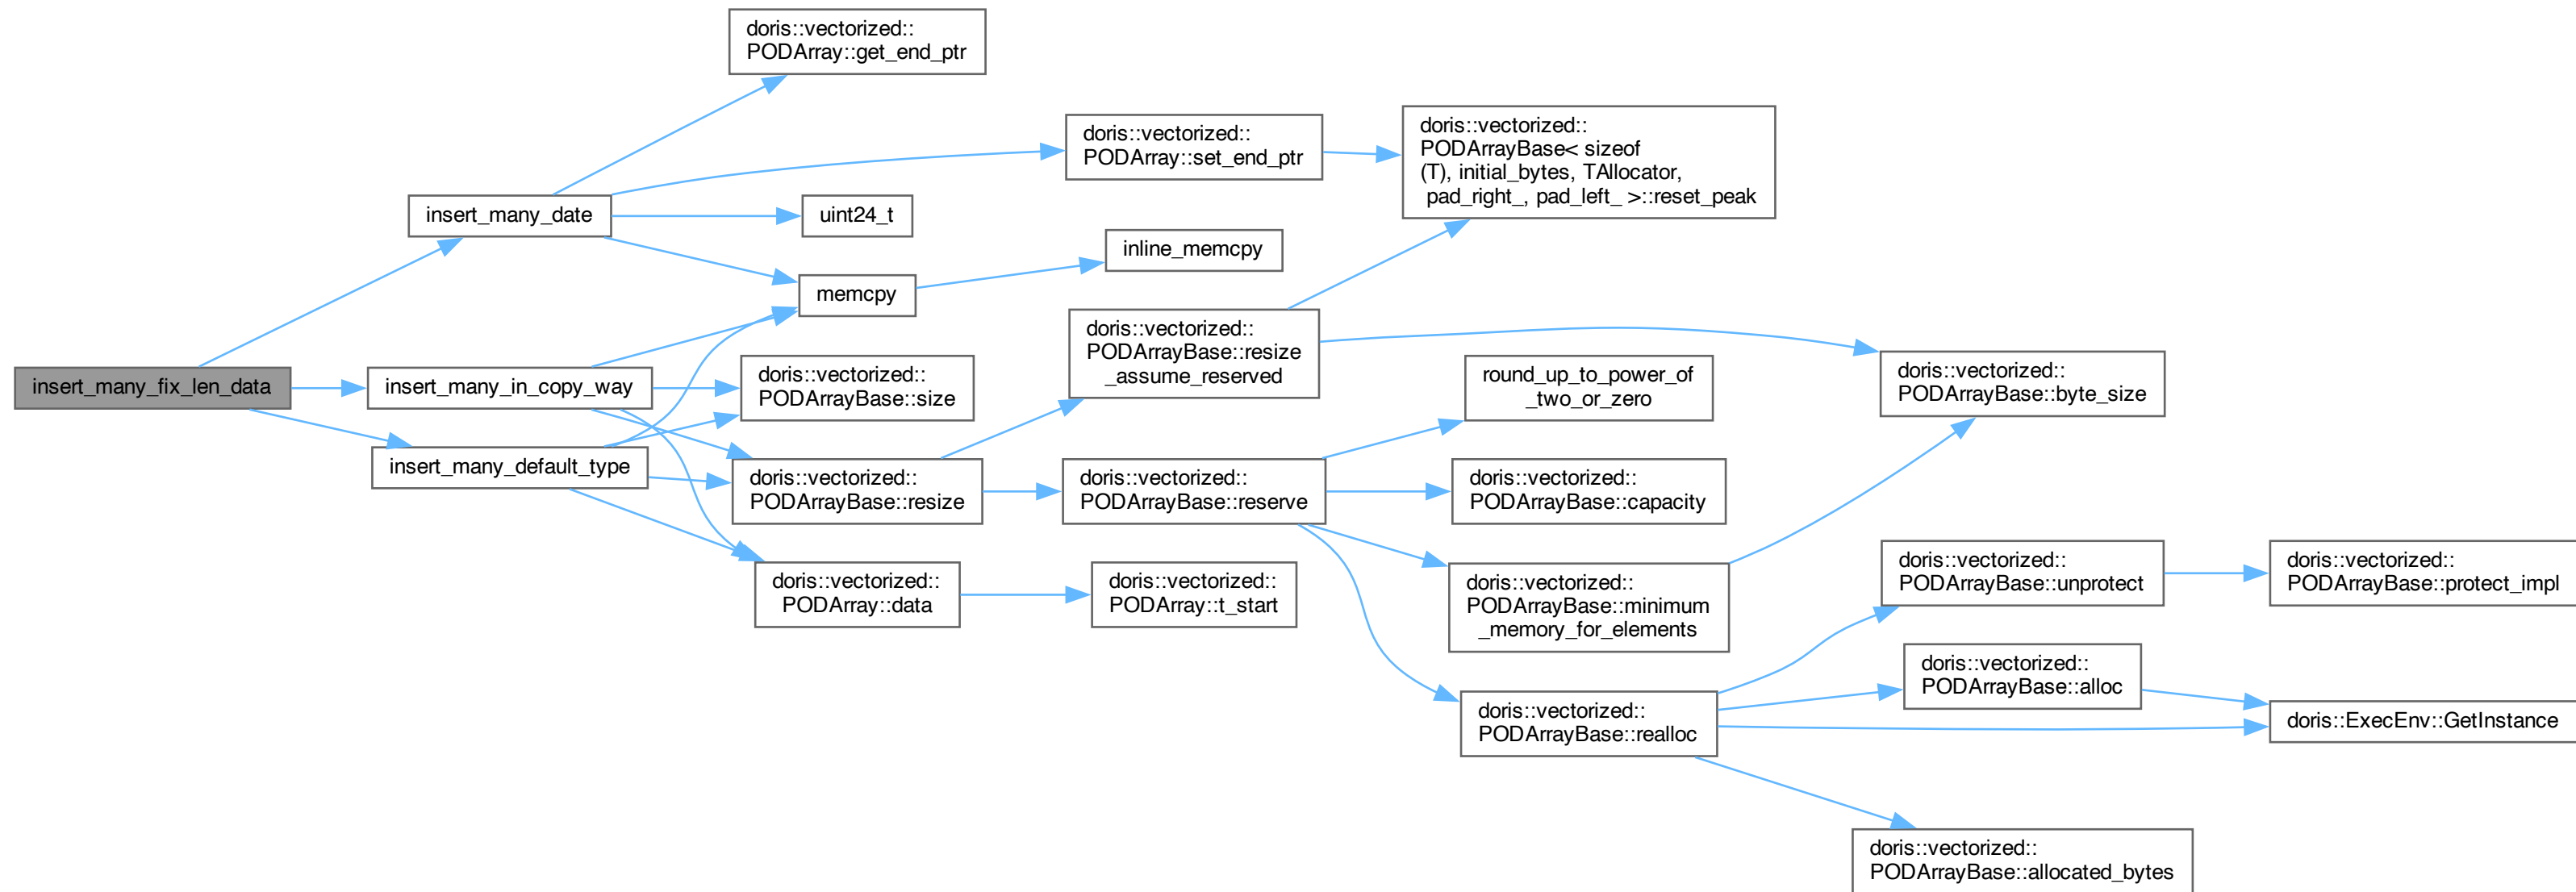 insert_many_fix_len_data
insert_many_date
insert_many_in_copy_way
insert_many_default_type
doris::vectorized::
PODArray::get_end_ptr
uint24_t
memcpy
doris::vectorized::
PODArrayBase::size
doris::vectorized::
PODArrayBase::resize
doris::vectorized::
PODArray::data
doris::vectorized::
PODArray::set_end_ptr
inline_memcpy
doris::vectorized::
PODArrayBase::resize
_assume_reserved
doris::vectorized::
PODArrayBase::reserve
doris::vectorized::
PODArray::t_start
doris::vectorized::
PODArrayBase< sizeof
(T), initial_bytes, TAllocator,
pad_right_, pad_left_ >::reset_peak
round_up_to_power_of
_two_or_zero
doris::vectorized::
PODArrayBase::capacity
doris::vectorized::
PODArrayBase::minimum
_memory_for_elements
doris::vectorized::
PODArrayBase::realloc
doris::vectorized::
PODArrayBase::byte_size
doris::vectorized::
PODArrayBase::unprotect
doris::vectorized::
PODArrayBase::alloc
doris::vectorized::
PODArrayBase::allocated_bytes
doris::vectorized::
PODArrayBase::protect_impl
doris::ExecEnv::GetInstance